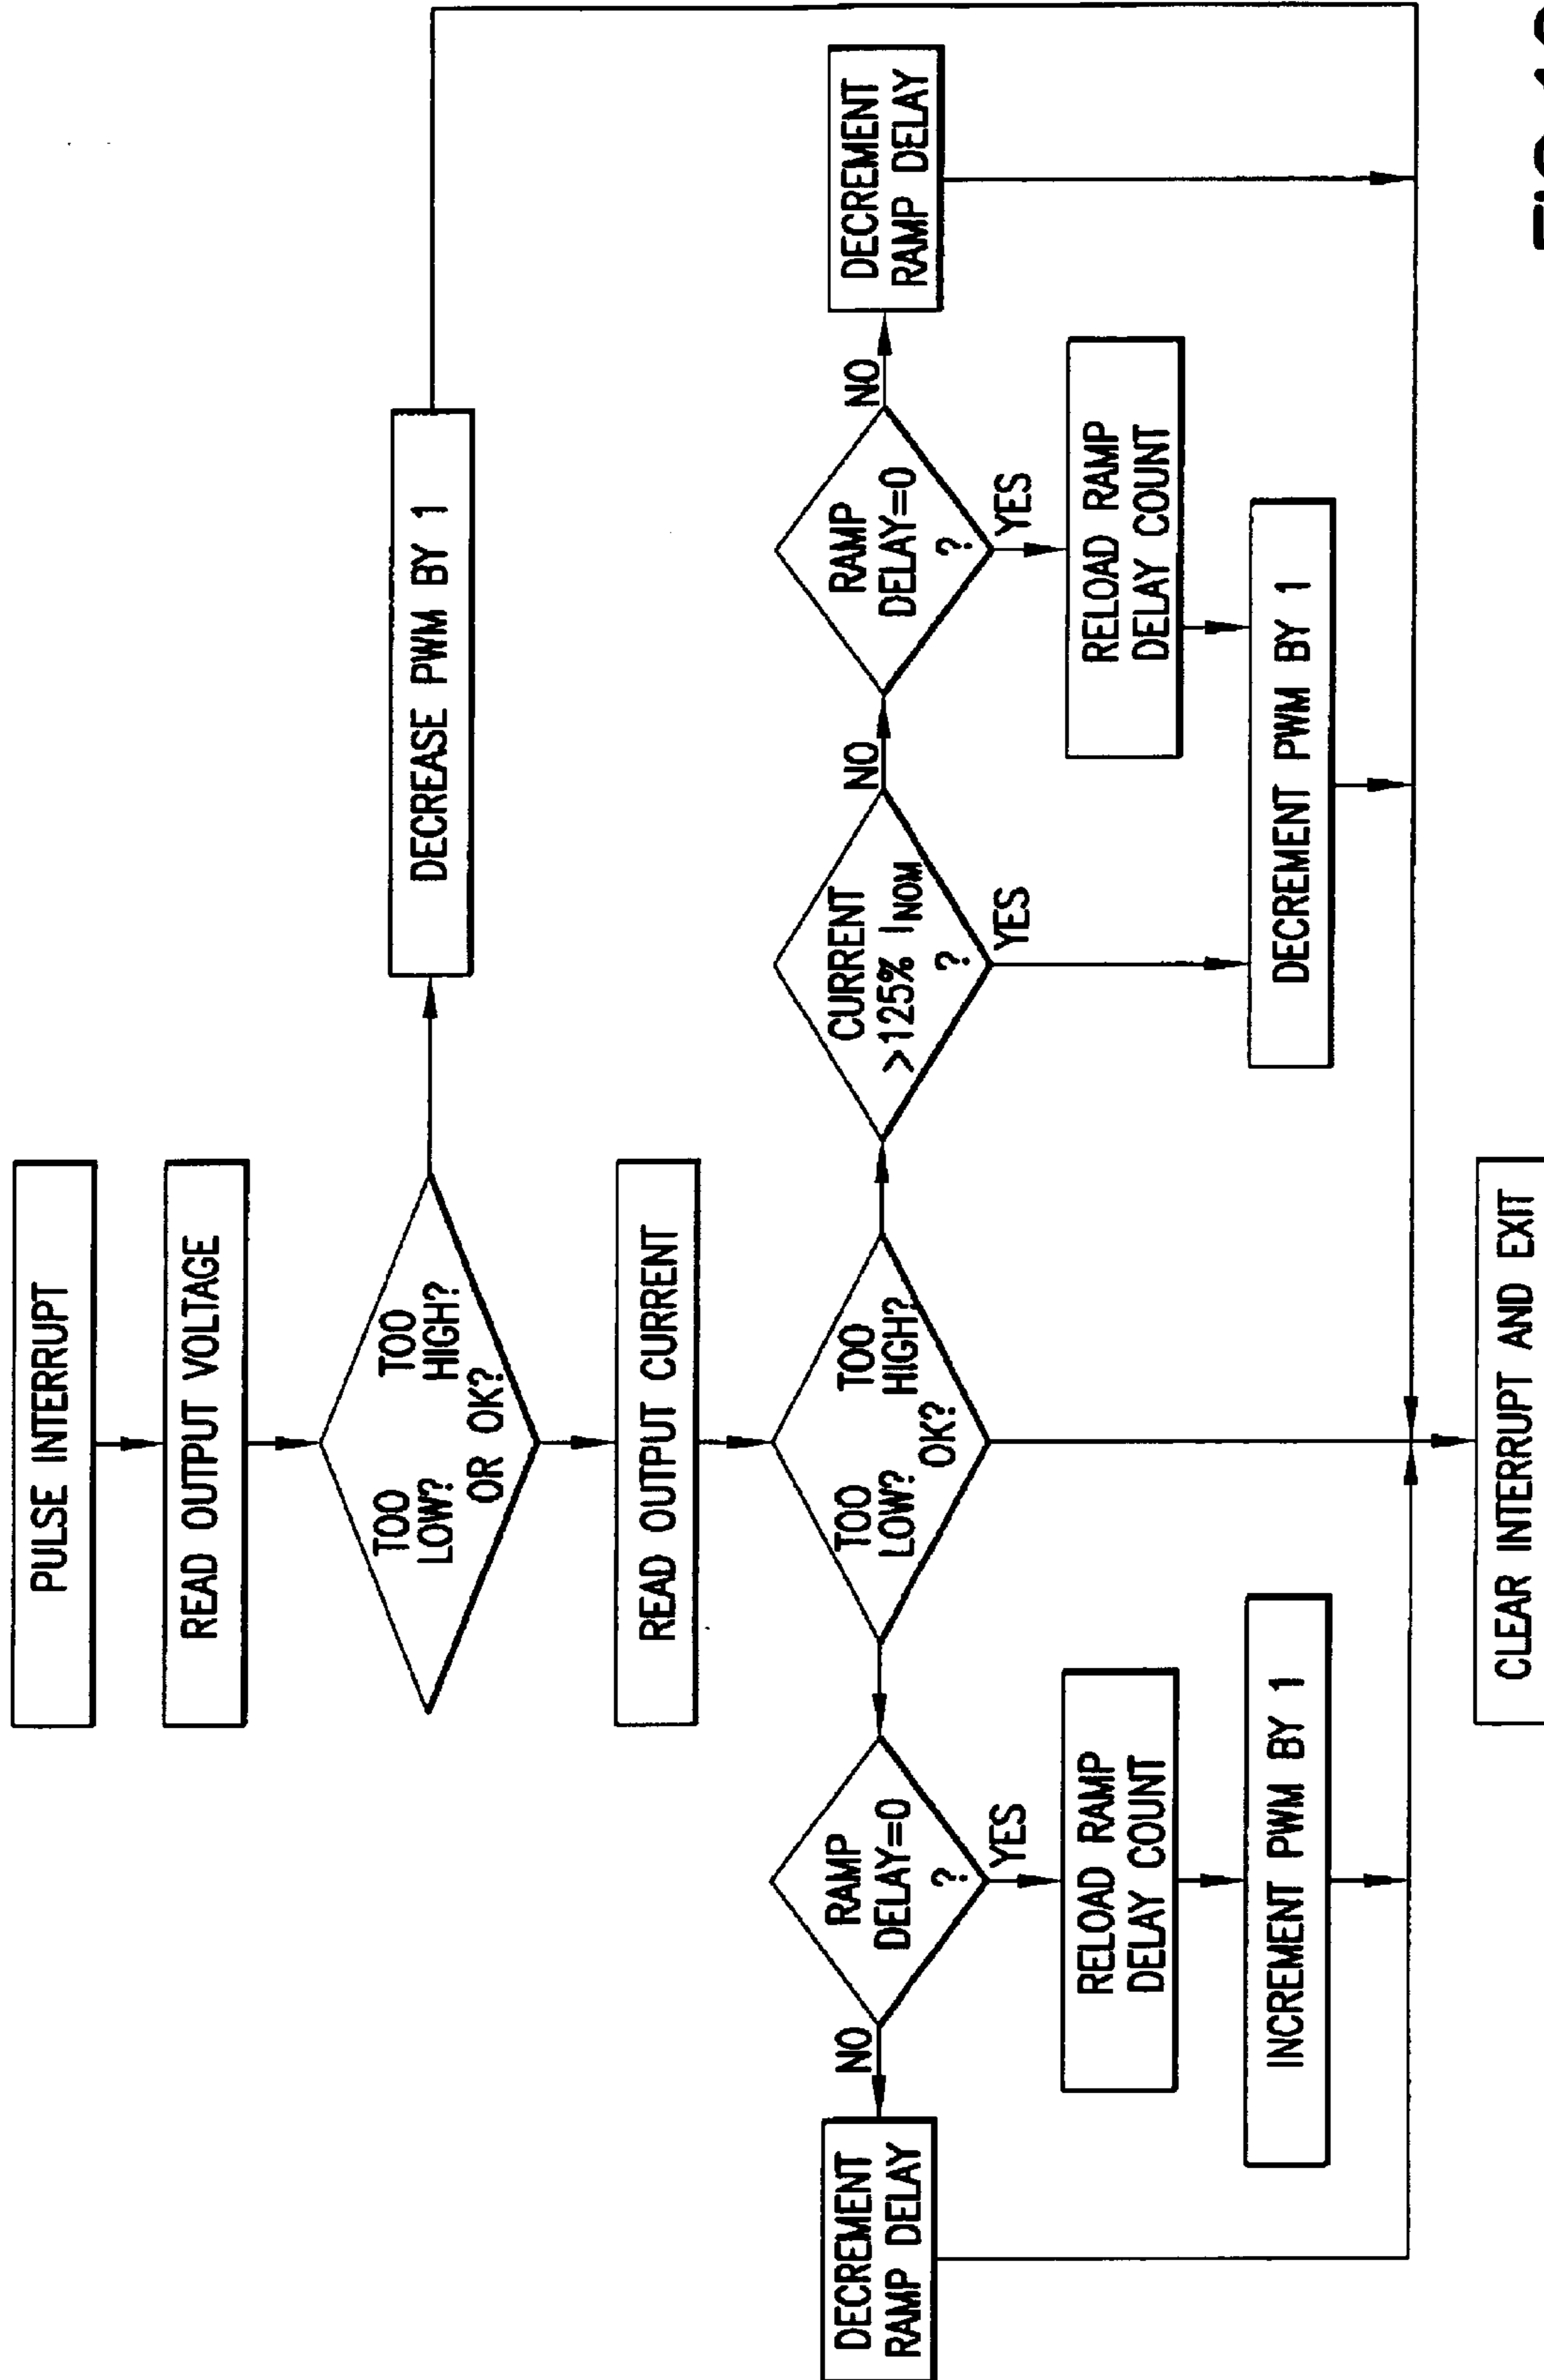 PULSE INTERRUPT
READ OUTPUT VOLTAGE
TOO
LOW?
TOO
HIGH?
OR OK?
DECREASE PWM BY 1
READ OUTPUT CURRENT
TOO
LOW?
TOO
HIGH?
OK?
RAMP
DELAY=0
?
NO
YES
DECREMENT
RAMP DELAY
RELOAD RAMP
DELAY COUNT
INCREMENT PWM BY 1
CURRENT
>125% INOM
?
NO
YES
RAMP
DELAY=0
?
NO
YES
DECREMENT
RAMP DELAY
RELOAD RAMP
DELAY COUNT
DECREMENT PWM BY 1
CLEAR INTERRUPT AND EXIT